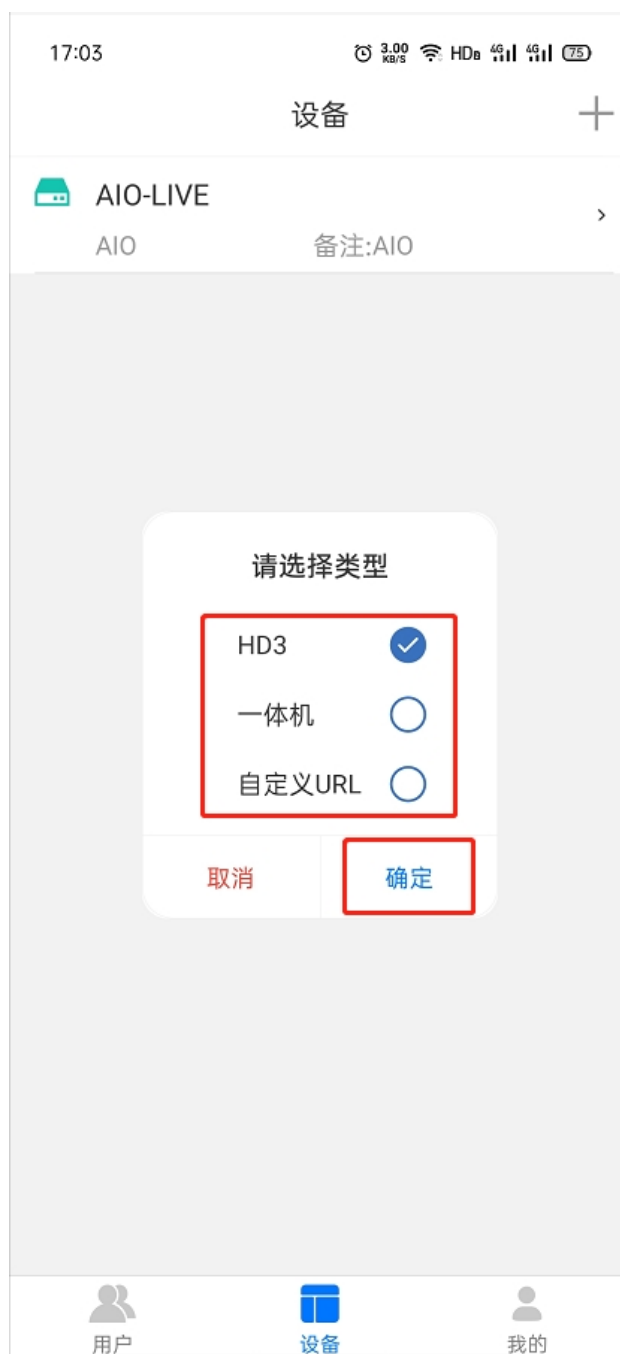 17:03 3.00 KB/S HDB 4G 4G 75
设备
AIO-LIVE
AIO 备注:AIO
请选择类型
HD3
一体机
自定义URL
取消 确定
用户 设备 我的